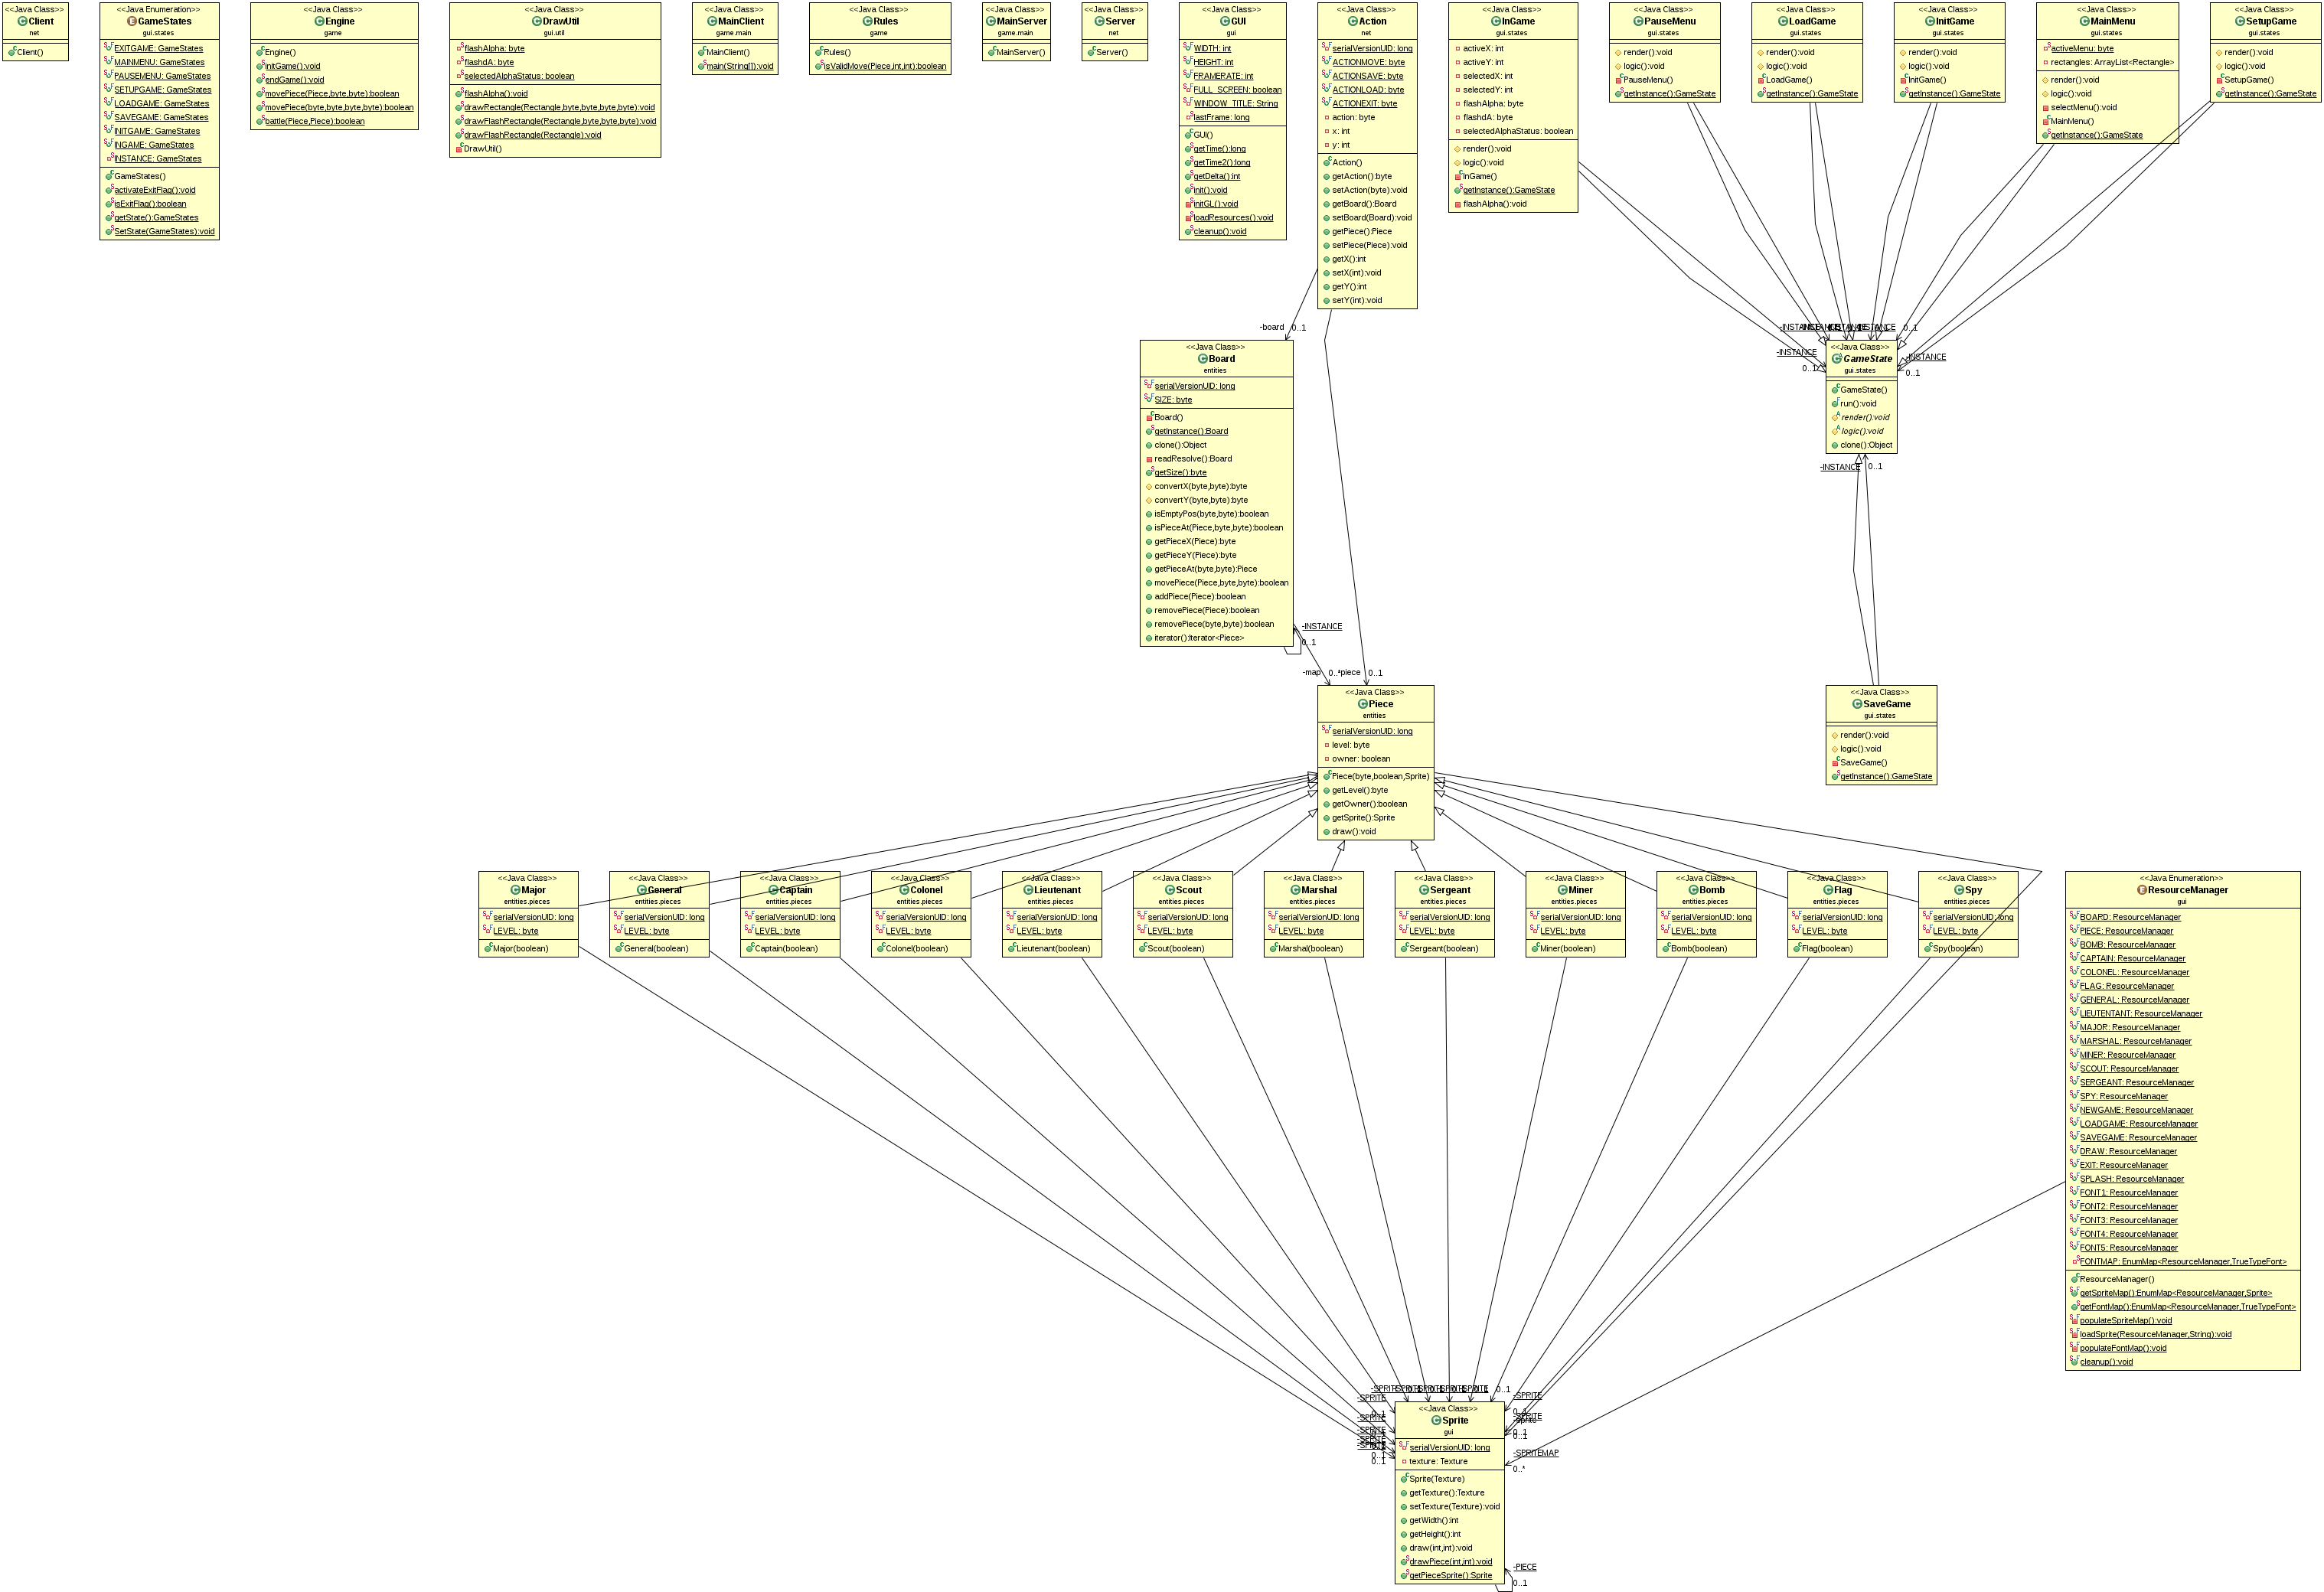 <<Java Class>>
Client
net
Client()
<<Java Enumeration>>
GameStates
gui.states
EXITGAME: GameStates
MAINMENU: GameStates
PAUSEMENU: GameStates
SETUPGAME: GameStates
LOADGAME: GameStates
SAVEGAME: GameStates
INITGAME: GameStates
INGAME: GameStates
INSTANCE: GameStates
GameStates()
activateExitFlag():void
isExitFlag():boolean
getState():GameStates
SetState(GameStates):void
<<Java Class>>
Engine
game
Engine()
initGame():void
endGame():void
movePiece(Piece,byte,byte):boolean
movePiece(byte,byte,byte,byte):boolean
battle(Piece,Piece):boolean
<<Java Class>>
DrawUtil
gui.util
flashAlpha: byte
flashdA: byte
selectedAlphaStatus: boolean
flashAlpha():void
drawRectangle(Rectangle,byte,byte,byte,byte):void
drawFlashRectangle(Rectangle,byte,byte,byte):void
drawFlashRectangle(Rectangle):void
DrawUtil()
<<Java Class>>
MainClient
game.main
MainClient()
main(String[]):void
<<Java Class>>
Rules
game
Rules()
isValidMove(Piece,int,int):boolean
<<Java Class>>
MainServer
game.main
MainServer()
<<Java Class>>
Server
net
Server()
<<Java Class>>
GUI
gui
WIDTH: int
HEIGHT: int
FRAMERATE: int
FULL_SCREEN: boolean
WINDOW_TITLE: String
lastFrame: long
GUI()
getTime():long
getTime2():long
getDelta():int
init():void
initGL():void
loadResources():void
cleanup():void
<<Java Class>>
Action
net
serialVersionUID: long
ACTIONMOVE: byte
ACTIONSAVE: byte
ACTIONLOAD: byte
ACTIONEXIT: byte
action: byte
x: int
y: int
Action()
getAction():byte
setAction(byte):void
getBoard():Board
setBoard(Board):void
getPiece():Piece
setPiece(Piece):void
getX():int
setX(int):void
getY():int
setY(int):void
<<Java Class>>
InGame
gui.states
activeX: int
activeY: int
selectedX: int
selectedY: int
flashAlpha: byte
flashdA: byte
selectedAlphaStatus: boolean
render():void
logic():void
InGame()
getInstance():GameState
flashAlpha():void
<<Java Class>>
PauseMenu
gui.states
render():void
logic():void
PauseMenu()
getInstance():GameState
<<Java Class>>
LoadGame
gui.states
render():void
logic():void
LoadGame()
getInstance():GameState
<<Java Class>>
InitGame
gui.states
render():void
logic():void
InitGame()
getInstance():GameState
<<Java Class>>
MainMenu
gui.states
activeMenu: byte
rectangles: ArrayList<Rectangle>
render():void
logic():void
selectMenu():void
MainMenu()
getInstance():GameState
<<Java Class>>
SetupGame
gui.states
render():void
logic():void
SetupGame()
getInstance():GameState
-board 0..1
<<Java Class>>
Board
entities
serialVersionUID: long
SIZE: byte
Board()
getInstance():Board
clone():Object
readResolve():Board
getSize():byte
convertX(byte,byte):byte
convertY(byte,byte):byte
isEmptyPos(byte,byte):boolean
isPieceAt(Piece,byte,byte):boolean
getPieceX(Piece):byte
getPieceY(Piece):byte
getPieceAt(byte,byte):Piece
movePiece(Piece,byte,byte):boolean
addPiece(Piece):boolean
removePiece(Piece):boolean
removePiece(byte,byte):boolean
iterator():Iterator<Piece>
-INSTANCE
0..1
-INSTANCE
0..1
-INSTANCE
0..1
-INSTANCE
0..1
<<Java Class>>
GameState
gui.states
GameState()
run():void
render():void
logic():void
clone():Object
-INSTANCE 0..1
-map 0..* piece 0..1
<<Java Class>>
Piece
entities
serialVersionUID: long
level: byte
owner: boolean
Piece(byte,boolean,Sprite)
getLevel():byte
getOwner():boolean
getSprite():Sprite
draw():void
<<Java Class>>
SaveGame
gui.states
render():void
logic():void
SaveGame()
getInstance():GameState
<<Java Class>>
Major
entities.pieces
serialVersionUID: long
LEVEL: byte
Major(boolean)
<<Java Class>>
General
entities.pieces
serialVersionUID: long
LEVEL: byte
General(boolean)
<<Java Class>>
Captain
entities.pieces
serialVersionUID: long
LEVEL: byte
Captain(boolean)
<<Java Class>>
Colonel
entities.pieces
serialVersionUID: long
LEVEL: byte
Colonel(boolean)
<<Java Class>>
Lieutenant
entities.pieces
serialVersionUID: long
LEVEL: byte
Lieutenant(boolean)
<<Java Class>>
Scout
entities.pieces
serialVersionUID: long
LEVEL: byte
Scout(boolean)
<<Java Class>>
Marshal
entities.pieces
serialVersionUID: long
LEVEL: byte
Marshal(boolean)
<<Java Class>>
Sergeant
entities.pieces
serialVersionUID: long
LEVEL: byte
Sergeant(boolean)
<<Java Class>>
Miner
entities.pieces
serialVersionUID: long
LEVEL: byte
Miner(boolean)
<<Java Class>>
Bomb
entities.pieces
serialVersionUID: long
LEVEL: byte
Bomb(boolean)
<<Java Class>>
Flag
entities.pieces
serialVersionUID: long
LEVEL: byte
Flag(boolean)
<<Java Class>>
Spy
entities.pieces
serialVersionUID: long
LEVEL: byte
Spy(boolean)
<<Java Enumeration>>
ResourceManager
gui
BOARD: ResourceManager
PIECE: ResourceManager
BOMB: ResourceManager
CAPTAIN: ResourceManager
COLONEL: ResourceManager
FLAG: ResourceManager
GENERAL: ResourceManager
LIEUTENTANT: ResourceManager
MAJOR: ResourceManager
MARSHAL: ResourceManager
MINER: ResourceManager
SCOUT: ResourceManager
SERGEANT: ResourceManager
SPY: ResourceManager
NEWGAME: ResourceManager
LOADGAME: ResourceManager
SAVEGAME: ResourceManager
DRAW: ResourceManager
EXIT: ResourceManager
SPLASH: ResourceManager
FONT1: ResourceManager
FONT2: ResourceManager
FONT3: ResourceManager
FONT4: ResourceManager
FONT5: ResourceManager
FONTMAP: EnumMap<ResourceManager,TrueTypeFont>
ResourceManager()
getSpriteMap():EnumMap<ResourceManager,Sprite>
getFontMap():EnumMap<ResourceManager,TrueTypeFont>
populateSpriteMap():void
loadSprite(ResourceManager,String):void
populateFontMap():void
cleanup():void
-SPRITE
0..1
-SPRITE
-SPRITE
0..1
-SPRITE
-sprite
0..1
-SPRITEMAP
0..*
<<Java Class>>
Sprite
gui
serialVersionUID: long
texture: Texture
Sprite(Texture)
getTexture():Texture
setTexture(Texture):void
getWidth():int
getHeight():int
draw(int,int):void
drawPiece(int,int):void
getPieceSprite():Sprite
-PIECE
0..1